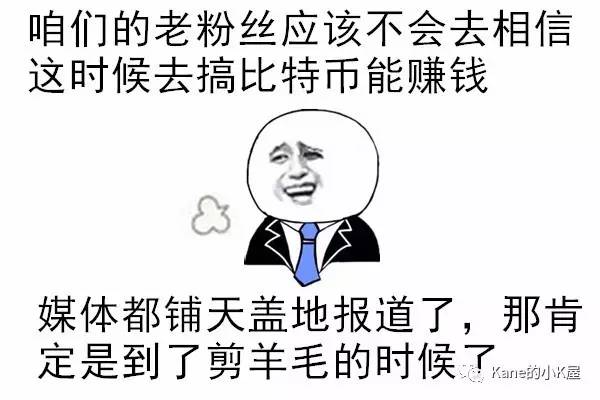 咱们的老粉丝应该不会去相信
这时候去搞比特币能赚钱
媒体都铺天盖地报道了，那肯
定是到了剪羊毛的时候了
Kane的小K屋